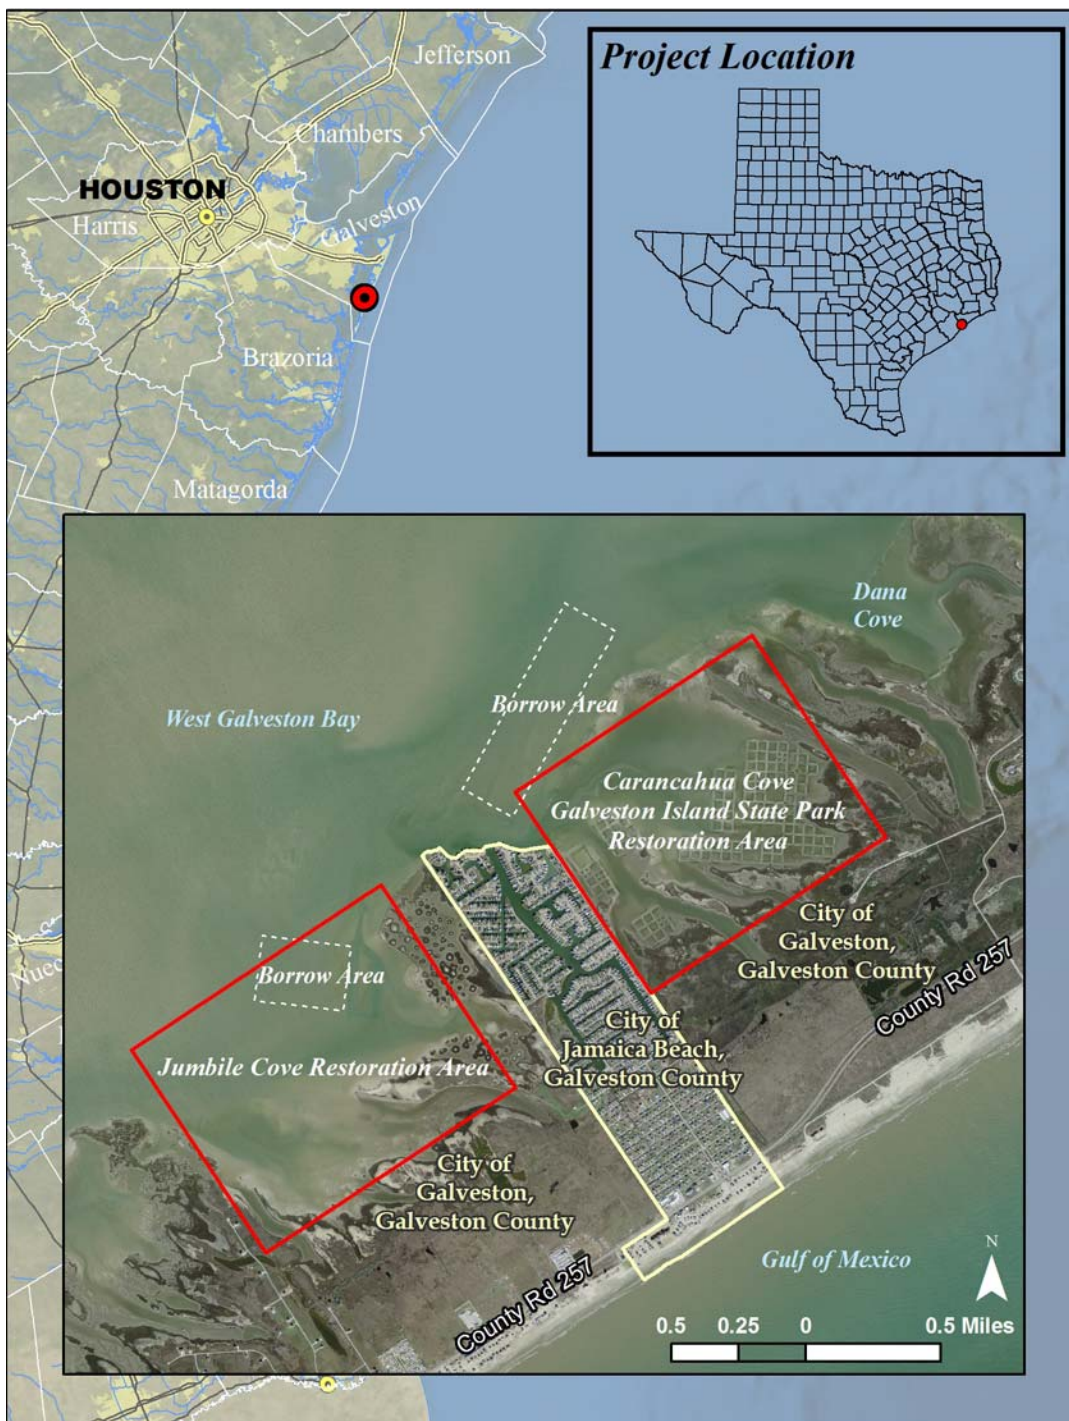 Project Location
Jefferson
Chambers
HOUSTON
Harris
Galveston
Brazoria
Matagorda
Dana
Cove
Borrow Area
West Galveston Bay
Carancahua Cove
Galveston Island State Park
Restoration Area
City of
Galveston,
Galveston County
County Rd 257
Borrow Area
City of
Jamaica Beach,
Galveston County
Jumbile Cove Restoration Area
City of
Galveston,
Galveston County
County Rd 257
Gulf of Mexico
N
0.5 0.25 0 0.5 Miles